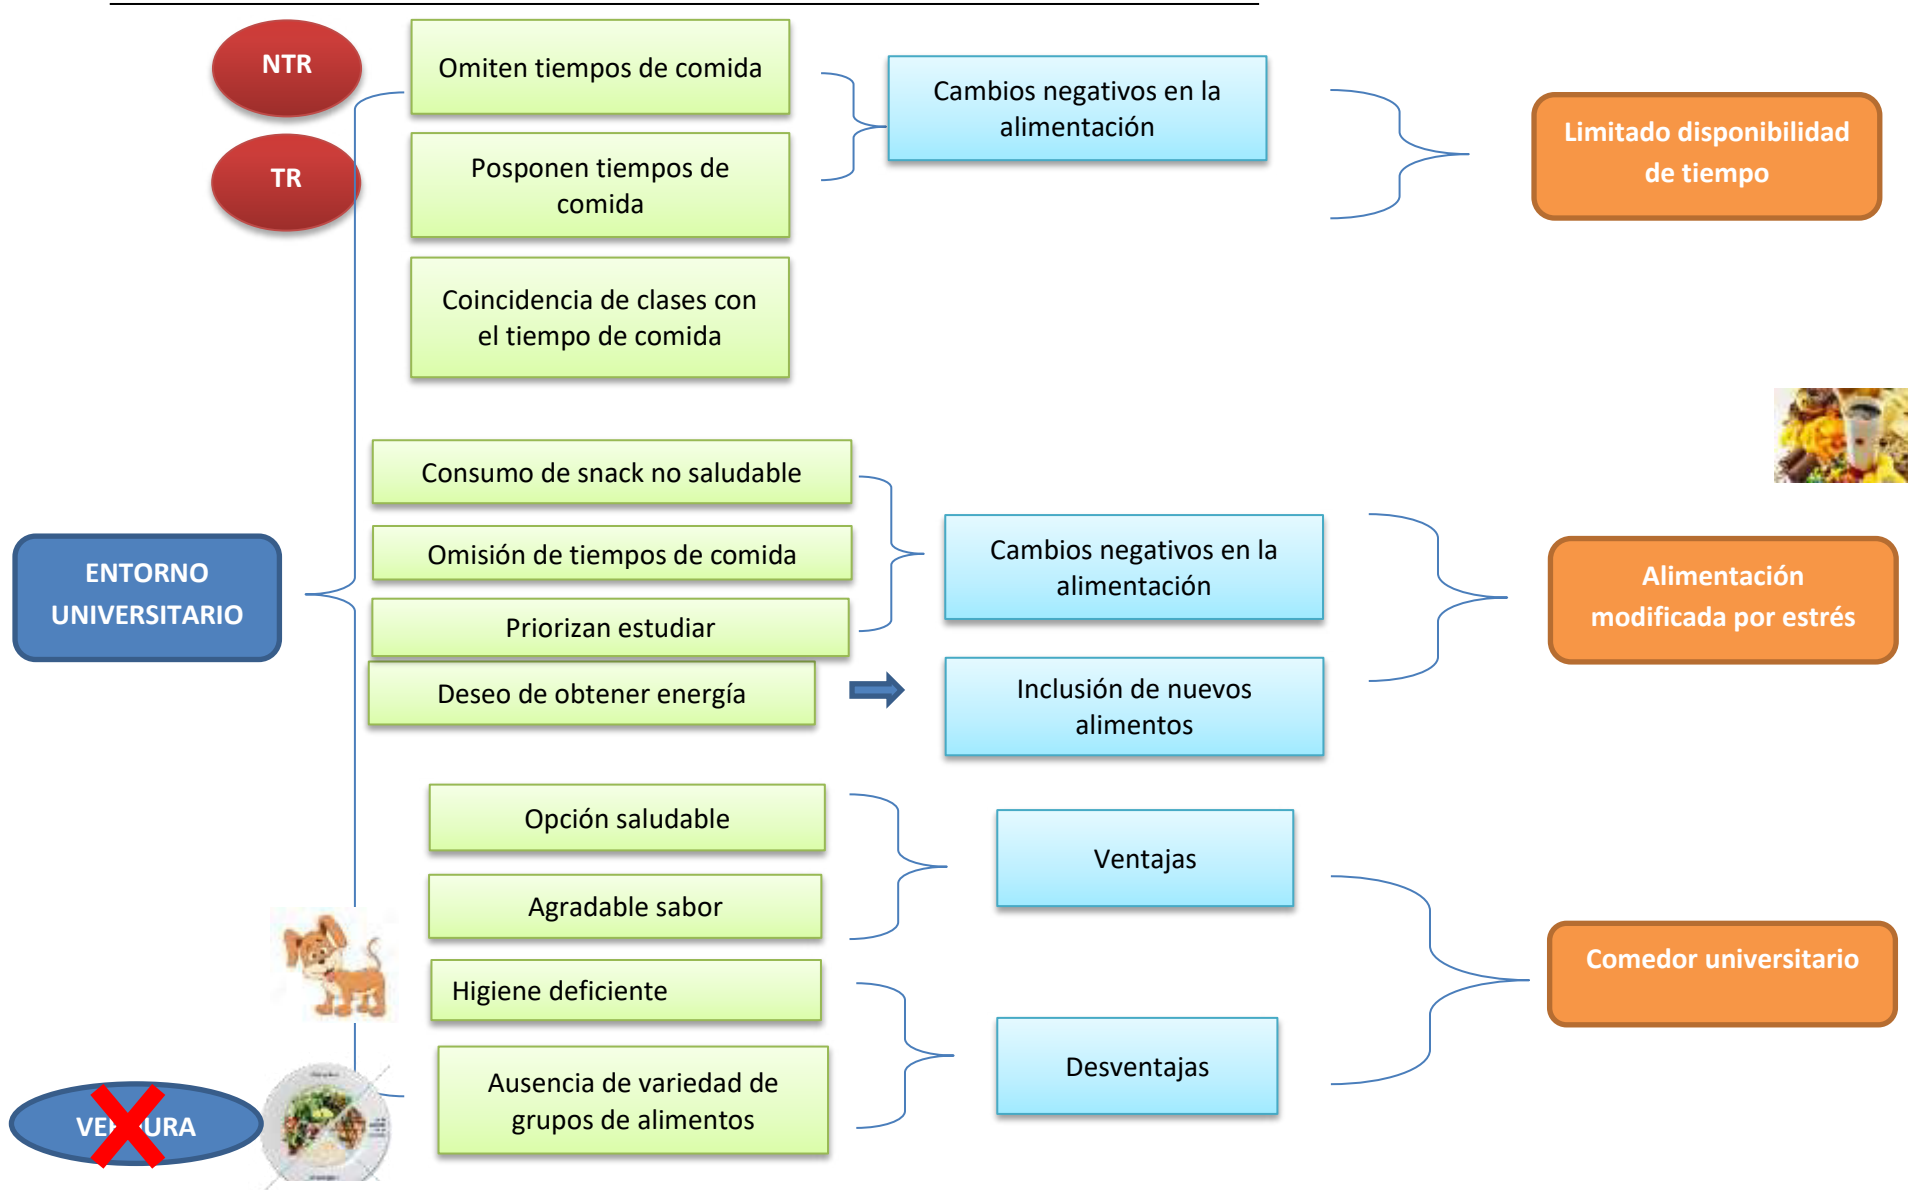 NTR
Omiten tiempos de comida
Cambios negativos en la
alimentación
Limitado disponibilidad
de tiempo
TR
Posponen tiempos de
comida
Coincidencia de clases con
el tiempo de comida
ENTORNO
UNIVERSITARIO
Consumo de snack no saludable
Omisión de tiempos de comida
Priorizan estudiar
Cambios negativos en la
alimentación
Alimentación
modificada por estrés
Deseo de obtener energía
Inclusión de nuevos
alimentos
Opción saludable
Agradable sabor
Ventajas
Comedor universitario
Higiene deficiente
Ausencia de variedad de
grupos de alimentos
Desventajas
VERDURA